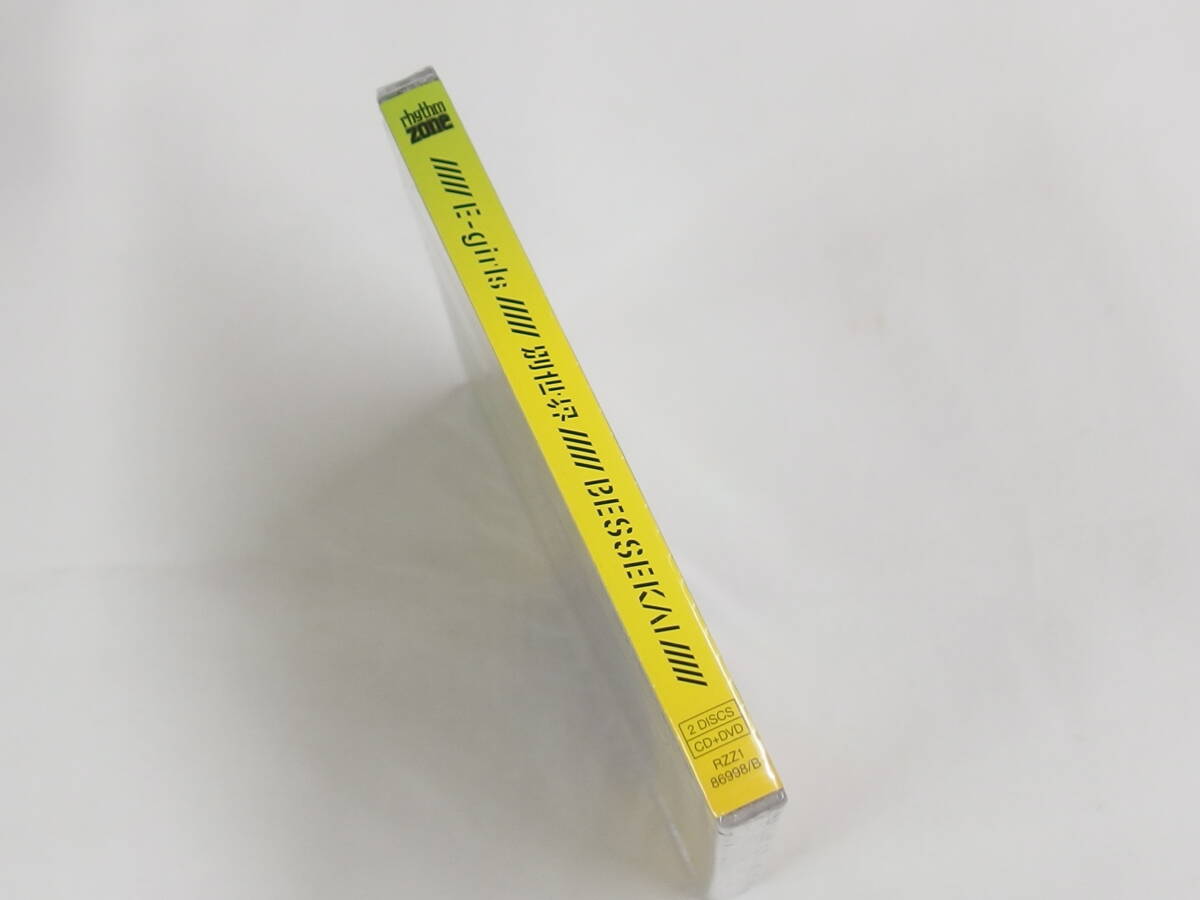 rhythm
zone
///// E-girls ///// 別世界 ///// BESSEKAI /////
2 DISCS
CD+DVD
RZZ1
86998/B